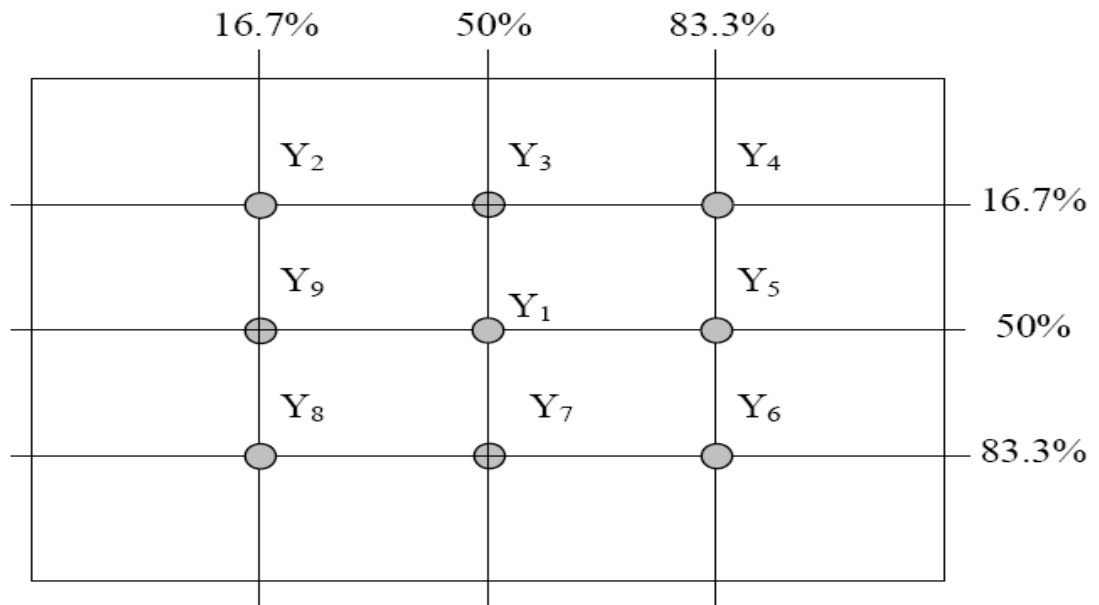 16.7% 50% 83.3%
Y₂ Y₃ Y₄
16.7%
Y₉ Y₁ Y₅
50%
Y₈ Y₇ Y₆
83.3%